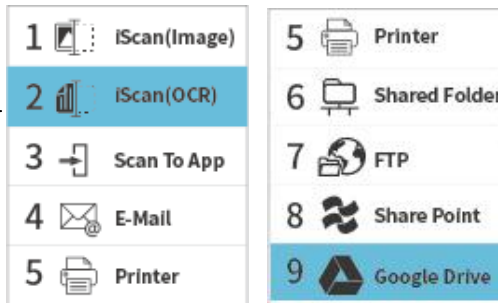 1 iScan(Image)
2 iScan(OCR)
3 Scan To App
4 E-Mail
5 Printer
5 Printer
6 Shared Folder
7 FTP
8 Share Point
9 Google Drive